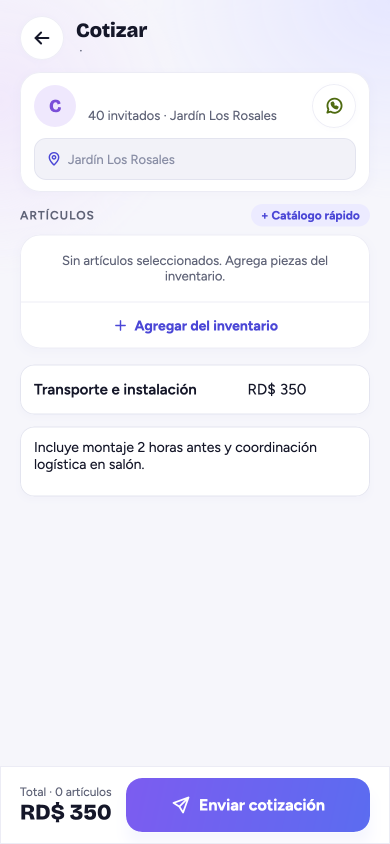 Cotizar
·
C
40 invitados · Jardín Los Rosales
Jardín Los Rosales
ARTÍCULOS
+ Catálogo rápido
Sin artículos seleccionados. Agrega piezas del
inventario.
+ Agregar del inventario
Transporte e instalación
RD$ 350
Incluye montaje 2 horas antes y coordinación
logística en salón.
Total · 0 artículos
RD$ 350
Enviar cotización